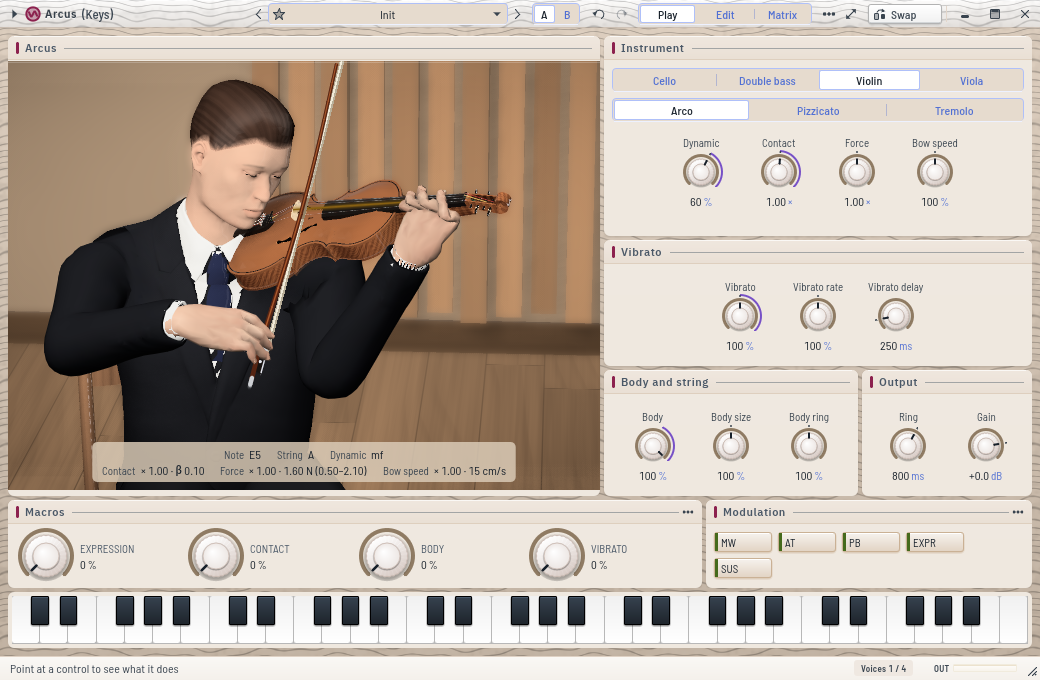 Arcus (Keys)
Init
A B
Play Edit Matrix
Swap
Arcus
Note E5 String A Dynamic mf
Contact × 1.00 · β 0.10 Force × 1.00 · 1.60 N (0.50–2.10) Bow speed × 1.00 · 15 cm/s
Instrument
Cello Double bass Violin Viola
Arco Pizzicato Tremolo
Dynamic Contact Force Bow speed
60 % 1.00 × 1.00 × 100 %
Vibrato
Vibrato Vibrato rate Vibrato delay
100 % 100 % 250 ms
Body and string
Body Body size Body ring
100 % 100 % 100 %
Output
Ring Gain
800 ms +0.0 dB
Macros
EXPRESSION
0 %
CONTACT
0 %
BODY
0 %
VIBRATO
0 %
Modulation
MW AT PB EXPR
SUS
Point at a control to see what it does
Voices 1 / 4
OUT